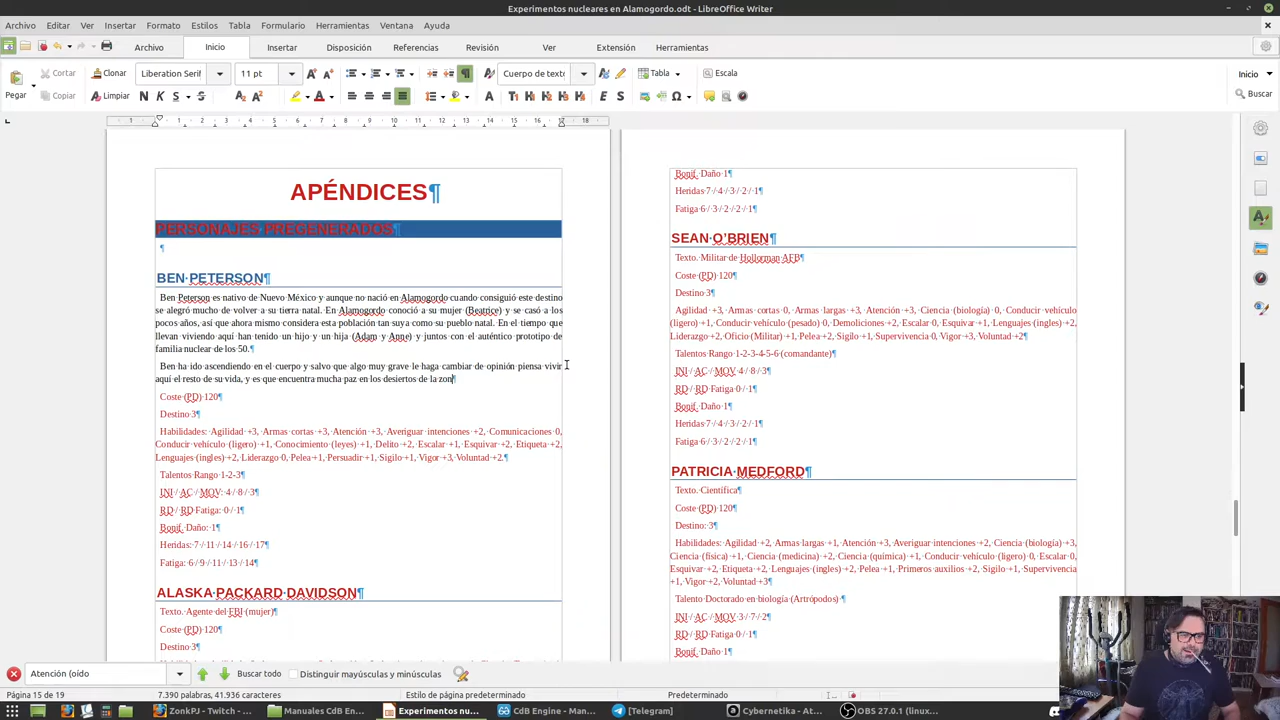 Experimentos nucleares en Alamogordo.odt - LibreOffice Writer
Archivo Editar Ver Insertar Formato Estilos Tabla Formulario Herramientas Ventana Ayuda
Archivo Inicio Insertar Disposición Referencias Revisión Ver Extensión Herramientas
Pegar Cortar Clonar Liberation Serif 11 pt Cuerpo de texto Tabla Escala Inicio
Copiar Limpiar Buscar
1 1 2 3 4 5 6 7 8 9 10 11 12 13 14 15 16 17 18
APÉNDICES¶
PERSONAJES·PREGENERADOS¶
¶
BEN·PETERSON¶
Ben Peterson es nativo de Nuevo México y aunque no nació en Alamogordo cuando consiguió este destino
se alegró mucho de volver a su tierra natal. En Alamogordo conoció a su mujer (Beatrice) y se casó a los
pocos años, así que ahora mismo considera esta población tan suya como su pueblo natal. En el tiempo que
llevan viviendo aquí han tenido un hijo y un hija (Adam y Anne) y juntos con el auténtico prototipo de
familia nuclear de los 50.¶
Ben ha ido ascendiendo en el cuerpo y salvo que algo muy grave le haga cambiar de opinión piensa vivir
aquí el resto de su vida, y es que encuentra mucha paz en los desiertos de la zon¶
Coste (PD) 120¶
Destino 3¶
Habilidades: Agilidad +3, Armas cortas +3, Atención +3, Averiguar intenciones +2, Comunicaciones 0,
Conducir vehículo (ligero) +1, Conocimiento (leyes) +1, Delito +2, Escalar +1, Esquivar +2, Etiqueta +2,
Lenguajes (ingles) +2, Liderazgo 0, Pelea +1, Persuadir +1, Sigilo +1, Vigor +3, Voluntad +2.¶
Talentos Rango 1-2-3¶
INI / AC / MOV: 4 / 8 / 3¶
RD / RD Fatiga: 0 / 1¶
Bonif. Daño: 1¶
Heridas: 7 / 11 / 14 / 16 / 17¶
Fatiga: 6 / 9 / 11 / 13 / 14¶
ALASKA·PACKARD·DAVIDSON¶
Texto. Agente del FBI (mujer)¶
Coste (PD) 120¶
Destino 3¶
Bonif. Daño 1¶
Heridas 7 / 4 / 3 / 2 / 1¶
Fatiga 6 / 3 / 2 / 2 / 1¶
SEAN·O'BRIEN¶
Texto. Militar de Hollorman AFB¶
Coste (PD) 120¶
Destino 3¶
Agilidad +3, Armas cortas 0, Armas largas +3, Atención +3, Ciencia (biología) 0, Conducir vehículo
(ligero) +1, Conducir vehículo (pesado) 0, Demoliciones +2, Escalar 0, Esquivar +1, Lenguajes (ingles) +2,
Liderazgo +2, Oficio (Militar) +1, Pelea +2, Sigilo +1, Supervivencia 0, Vigor +3, Voluntad +2¶
Talentos Rango 1-2-3-4-5-6 (comandante)¶
INI / AC / MOV 4 / 8 / 3¶
RD / RD Fatiga 0 / 1¶
Bonif. Daño 1¶
Heridas 7 / 4 / 3 / 2 / 1¶
Fatiga 6 / 3 / 2 / 2 / 1¶
PATRICIA·MEDFORD¶
Texto. Científica¶
Coste (PD) 120¶
Destino: 3¶
Habilidades: Agilidad +2, Armas largas +1, Atención +3, Averiguar intenciones +2, Ciencia (biología) +3,
Ciencia (física) +1, Ciencia (medicina) +2, Ciencia (química) +1, Conducir vehículo (ligero) 0, Escalar 0,
Esquivar +2, Etiqueta +2, Lenguajes (ingles) +2, Pelea +1, Primeros auxilios +2, Sigilo +1, Supervivencia
+1, Vigor +2, Voluntad +3¶
Talento Doctorado en biología (Artrópodos) ¶
INI / AC / MOV 3 / 7 / 2¶
RD / RD Fatiga 0 / 1¶
Bonif. Daño 1¶
Atención (oído Buscar todo Distinguir mayúsculas y minúsculas
Página 15 de 19 7.390 palabras, 41.936 caracteres Estilo de página predeterminado Predeterminado
ZonkPJ - Twitch - ... Manuales CdB En... Experimentos nu... CdB Engine - Man... [Telegram] Cybernetika - At... OBS 27.0.1 (linux...